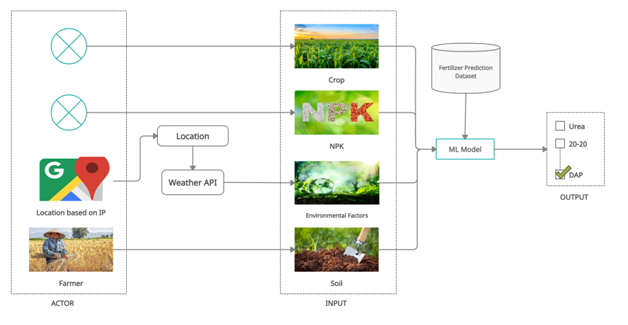 Crop
Fertilizer Prediction
Dataset
NPK
NPK
Location
Weather API
ML Model
Urea
20-20
DAP
OUTPUT
G
Location based on IP
Environmental Factors
Farmer
Soil
ACTOR
INPUT